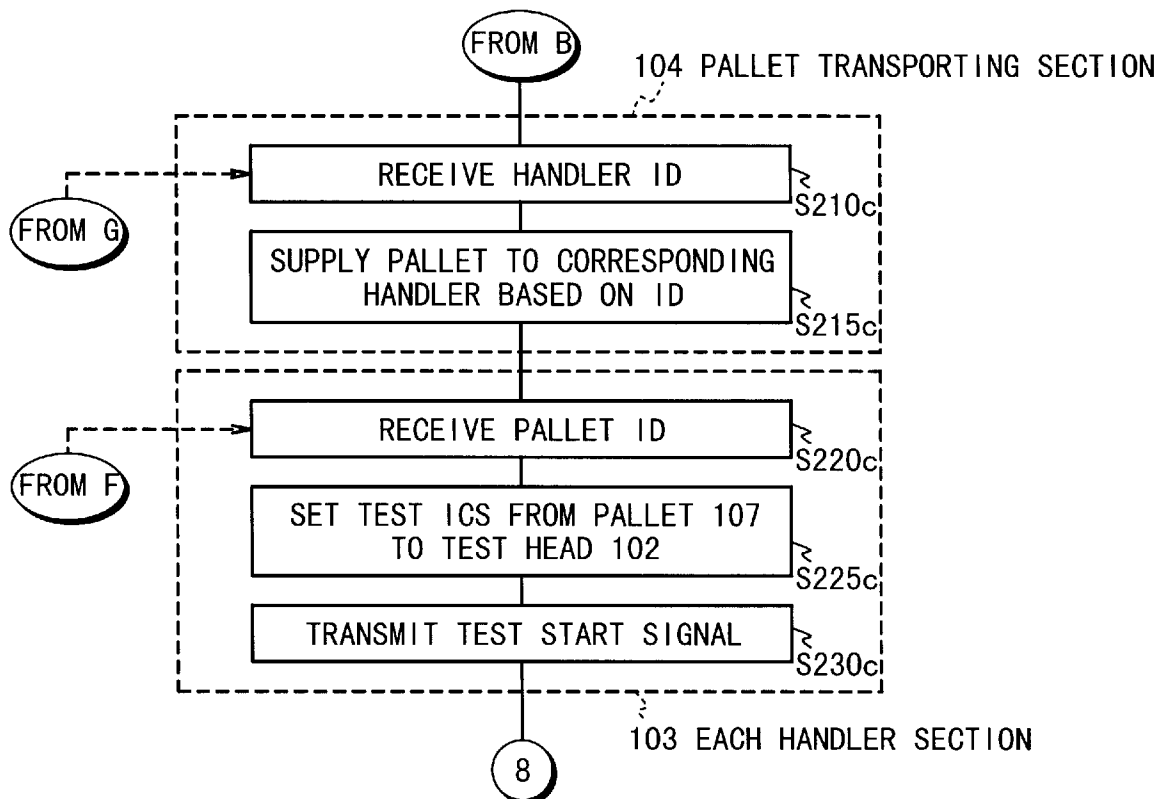 FROM B
104 PALLET TRANSPORTING SECTION
RECEIVE HANDLER ID
S210c
FROM G
SUPPLY PALLET TO CORRESPONDING
HANDLER BASED ON ID
S215c
RECEIVE PALLET ID
S220c
FROM F
SET TEST ICS FROM PALLET 107
TO TEST HEAD 102
S225c
TRANSMIT TEST START SIGNAL
S230c
103 EACH HANDLER SECTION
8